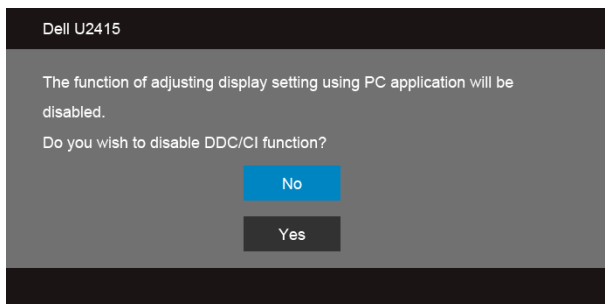 Dell U2415
The function of adjusting display setting using PC application will be
disabled.
Do you wish to disable DDC/CI function?
No
Yes